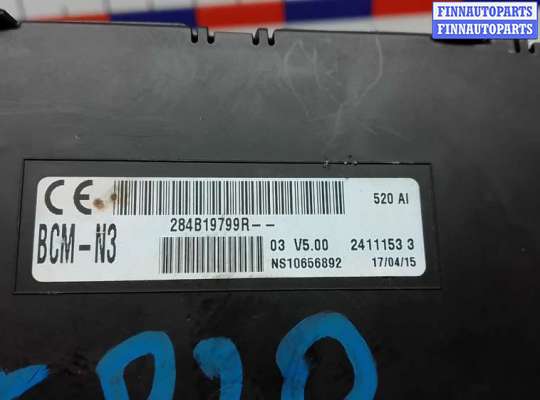 FINNAUTOPARTS
FINNAUTOPARTS
CE
520 AI
284B19799R--
BCM-N3
03 V5.00 2411153 3
NS10656892 17/04/15